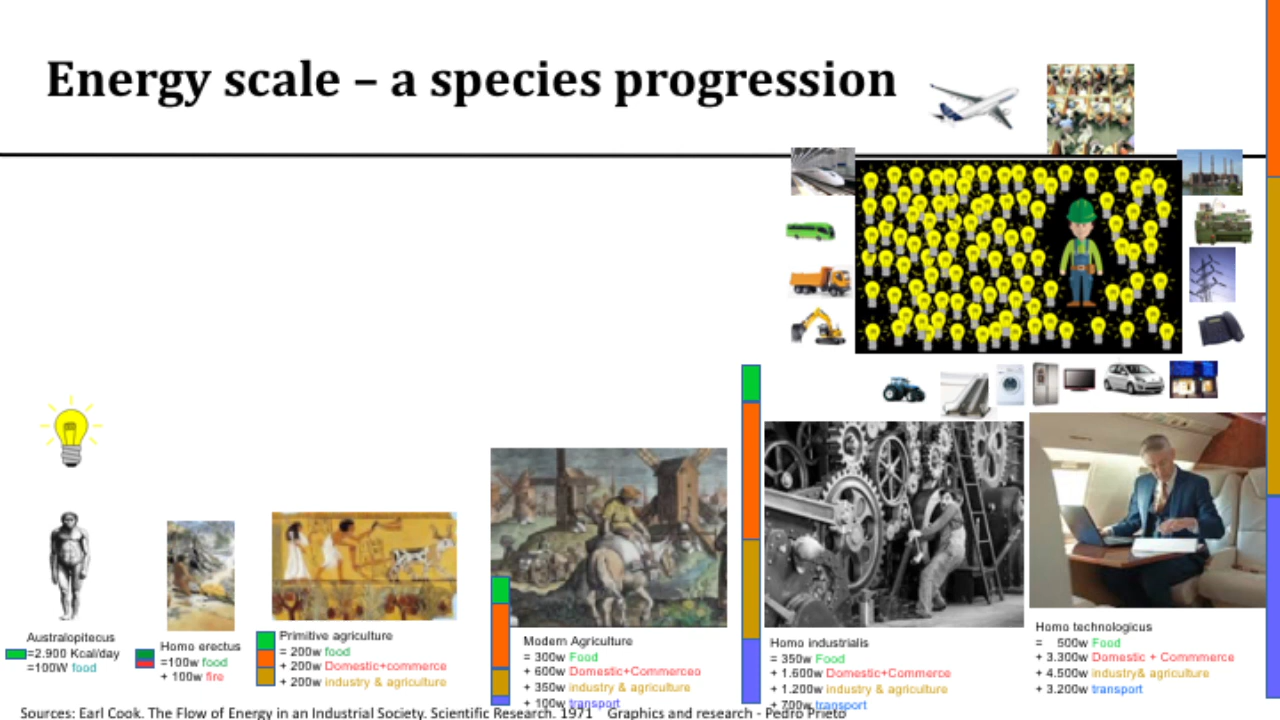 Energy scale – a species progression
Australopitecus
=2.900 Kcal/day
=100W food
Homo erectus
=100w food
+ 100w fire
Primitive agriculture
= 200w food
+ 200w Domestic+commerce
+ 200w industry & agriculture
Modern Agriculture
= 300w Food
+ 600w Domestic+Commerceo
+ 350w industry & agriculture
+ 100w transport
Homo industrialis
= 350w Food
+ 1.600w Domestic+Commerce
+ 1.200w industry & agriculture
+ 700w transport
Homo technologicus
= 500w Food
+ 3.300w Domestic + Commmerce
+ 4.500w industry& agriculture
+ 3.200w transport
Sources: Earl Cook. The Flow of Energy in an Industrial Society. Scientific Research. 1971 Graphics and research - Pedro Prieto